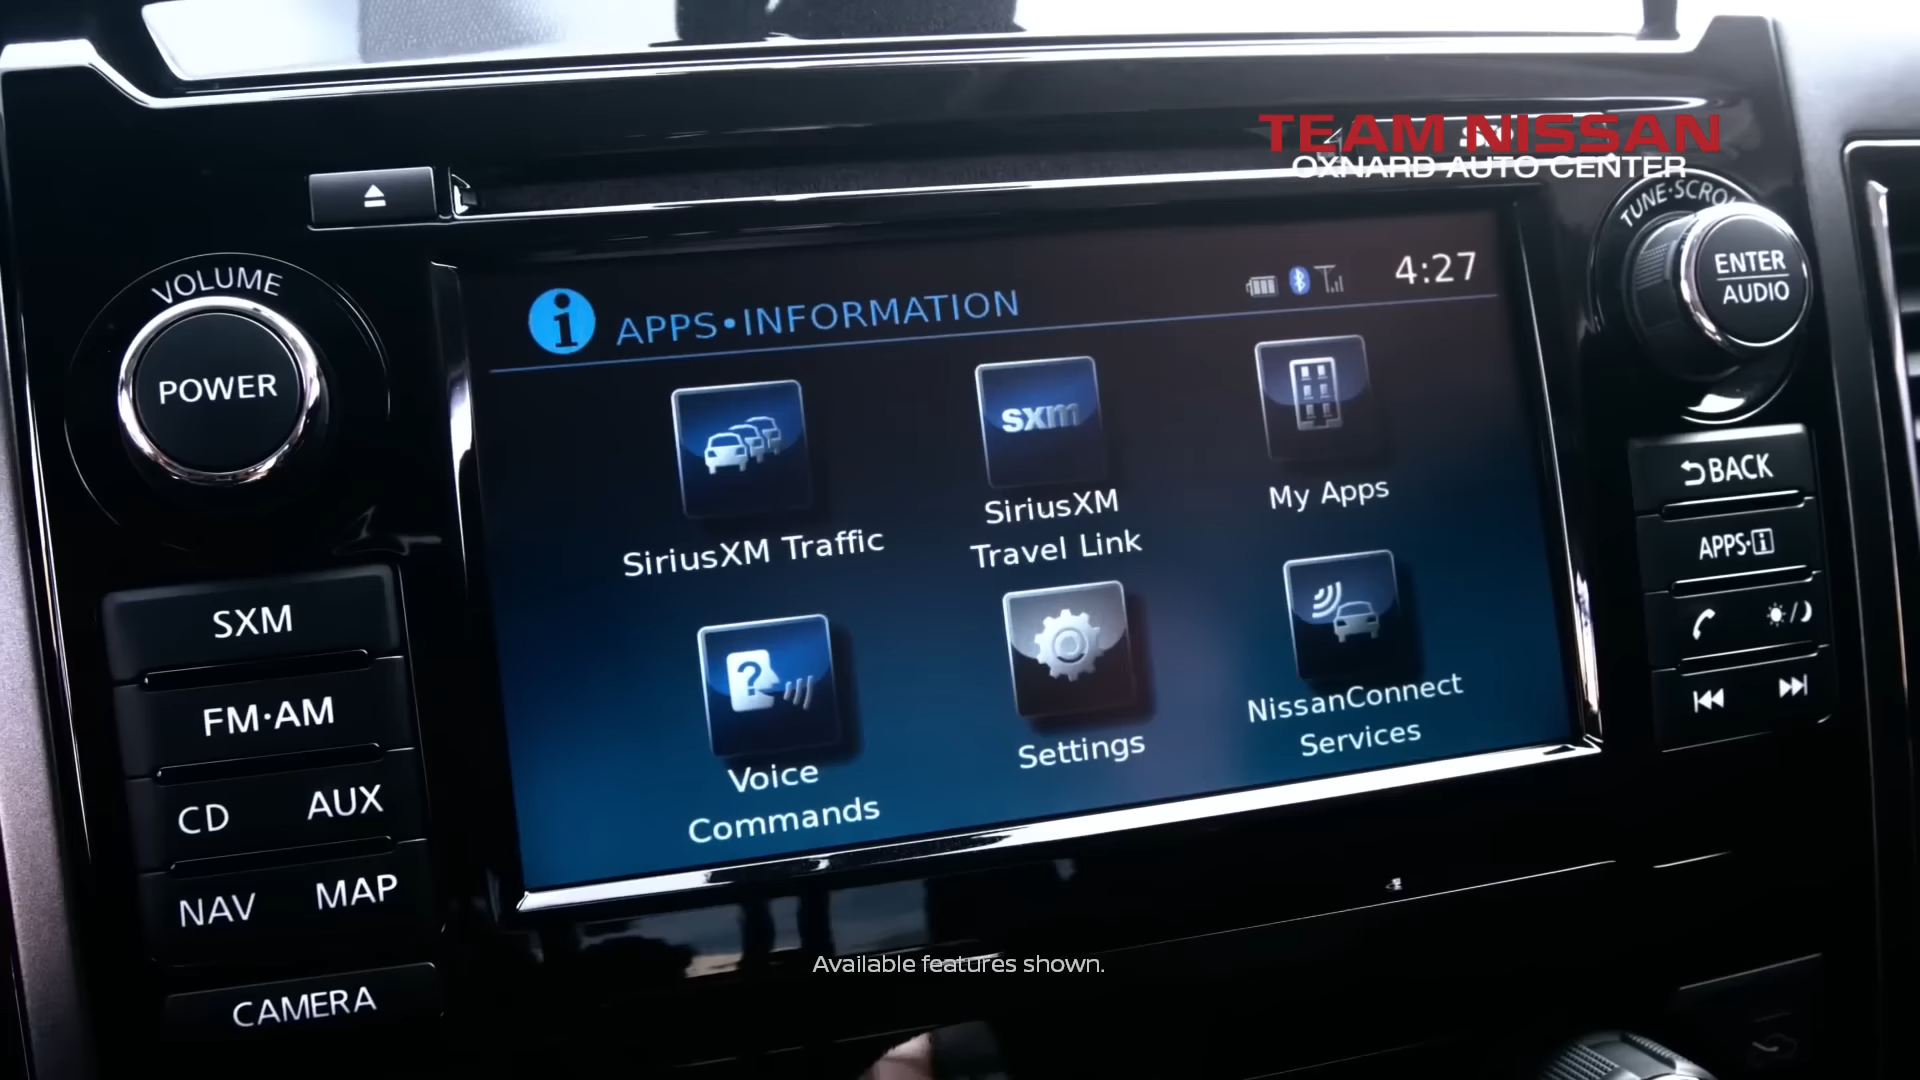 TEAM NISSAN
OXNARD AUTO CENTER
TUNE·SCROLL
VOLUME
POWER
ENTER
AUDIO
i APPS•INFORMATION
4:27
sxm
SiriusXM Traffic
SiriusXM
Travel Link
My Apps
?
Voice
Commands
Settings
NissanConnect
Services
SXM
FM·AM
CD AUX
NAV MAP
CAMERA
BACK
APPS·i
Available features shown.